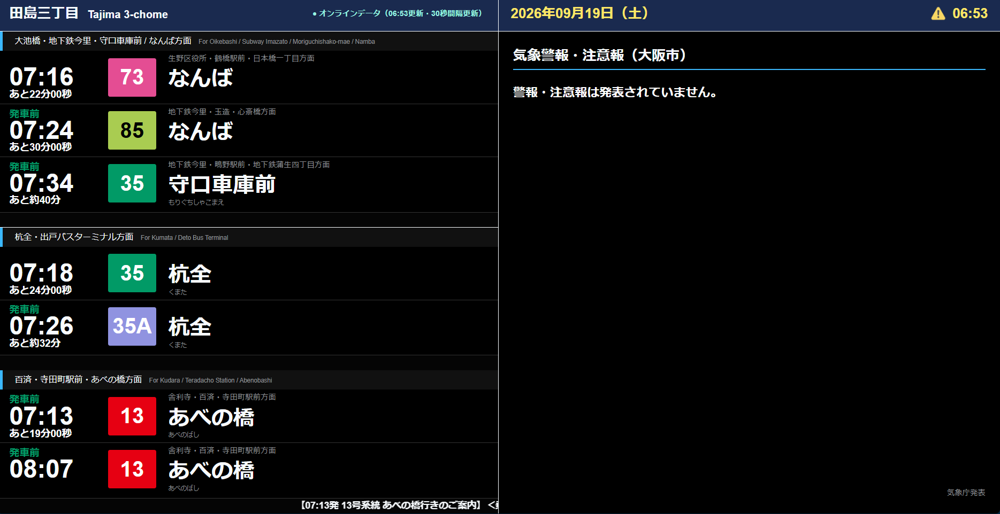 田島三丁目 Tajima 3-chome
● オンラインデータ（06:53更新・30秒間隔更新）
大池橋・地下鉄今里・守口車庫前 / なんば方面 For Oikebashi / Subway Imazato / Moriguchishako-mae / Namba
07:16
あと22分00秒
73
生野区役所・鶴橋駅前・日本橋一丁目方面
なんば
発車前
07:24
あと30分00秒
85
地下鉄今里・玉造・心斎橋方面
なんば
発車前
07:34
あと約40分
35
地下鉄今里・鴫野駅前・地下鉄蒲生四丁目方面
守口車庫前
もりぐちしゃこまえ
杭全・出戸バスターミナル方面 For Kumata / Deto Bus Terminal
07:18
あと24分00秒
35
杭全
くまた
発車前
07:26
あと約32分
35A
杭全
くまた
百済・寺田町駅前・あべの橋方面 For Kudara / Teradacho Station / Abenobashi
発車前
07:13
あと19分00秒
13
舎利寺・百済・寺田町駅前方面
あべの橋
あべのばし
発車前
08:07
13
舎利寺・百済・寺田町駅前方面
あべの橋
あべのばし
【07:13発 13号系統 あべの橋行きのご案内】 ＜
2026年09月19日（土）
06:53
気象警報・注意報（大阪市）
警報・注意報は発表されていません。
気象庁発表